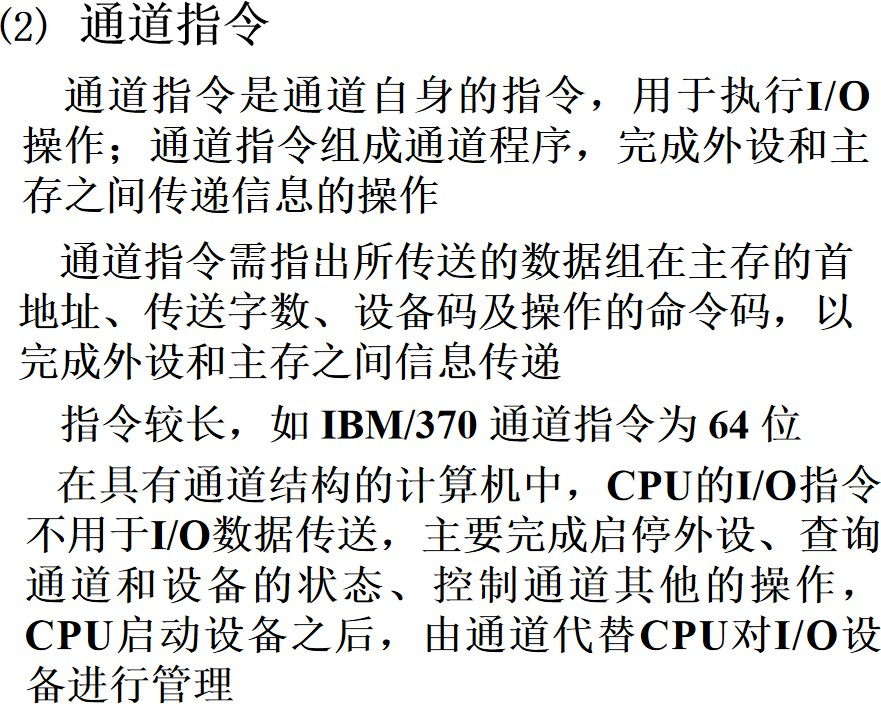 (2) 通道指令
通道指令是通道自身的指令，用于执行I/O
操作；通道指令组成通道程序，完成外设和主
存之间传递信息的操作
通道指令需指出所传送的数据组在主存的首
地址、传送字数、设备码及操作的命令码，以
完成外设和主存之间信息传递
指令较长，如 IBM/370 通道指令为 64 位
在具有通道结构的计算机中，CPU的I/O指令
不用于I/O数据传送，主要完成启停外设、查询
通道和设备的状态、控制通道其他的操作，
CPU启动设备之后，由通道代替CPU对I/O设
备进行管理